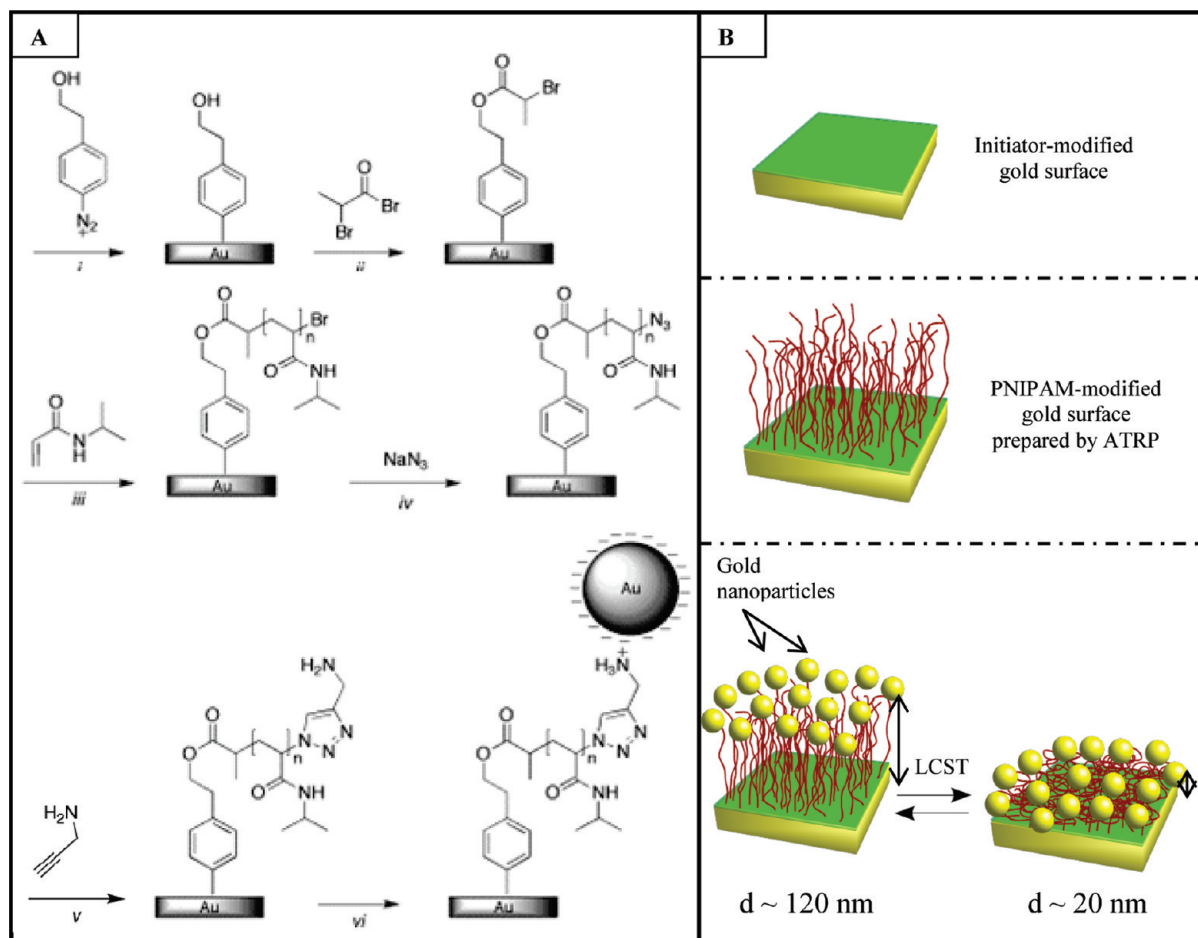 A
OH
N2
+
i
OH
Au
O
Br
Br
ii
O
O
Br
Au
O
N
H
iii
O
O
Br
n
O
NH
Au
NaN3
iv
O
O
N3
n
O
NH
Au
H2N
v
H2N
O
O
N
N
N
n
O
NH
Au
vi
Au
+
H3N
O
O
N
N
N
n
O
NH
Au
B
Initiator-modified
gold surface
PNIPAM-modified
gold surface
prepared by ATRP
Gold
nanoparticles
LCST
d ~ 120 nm
d ~ 20 nm